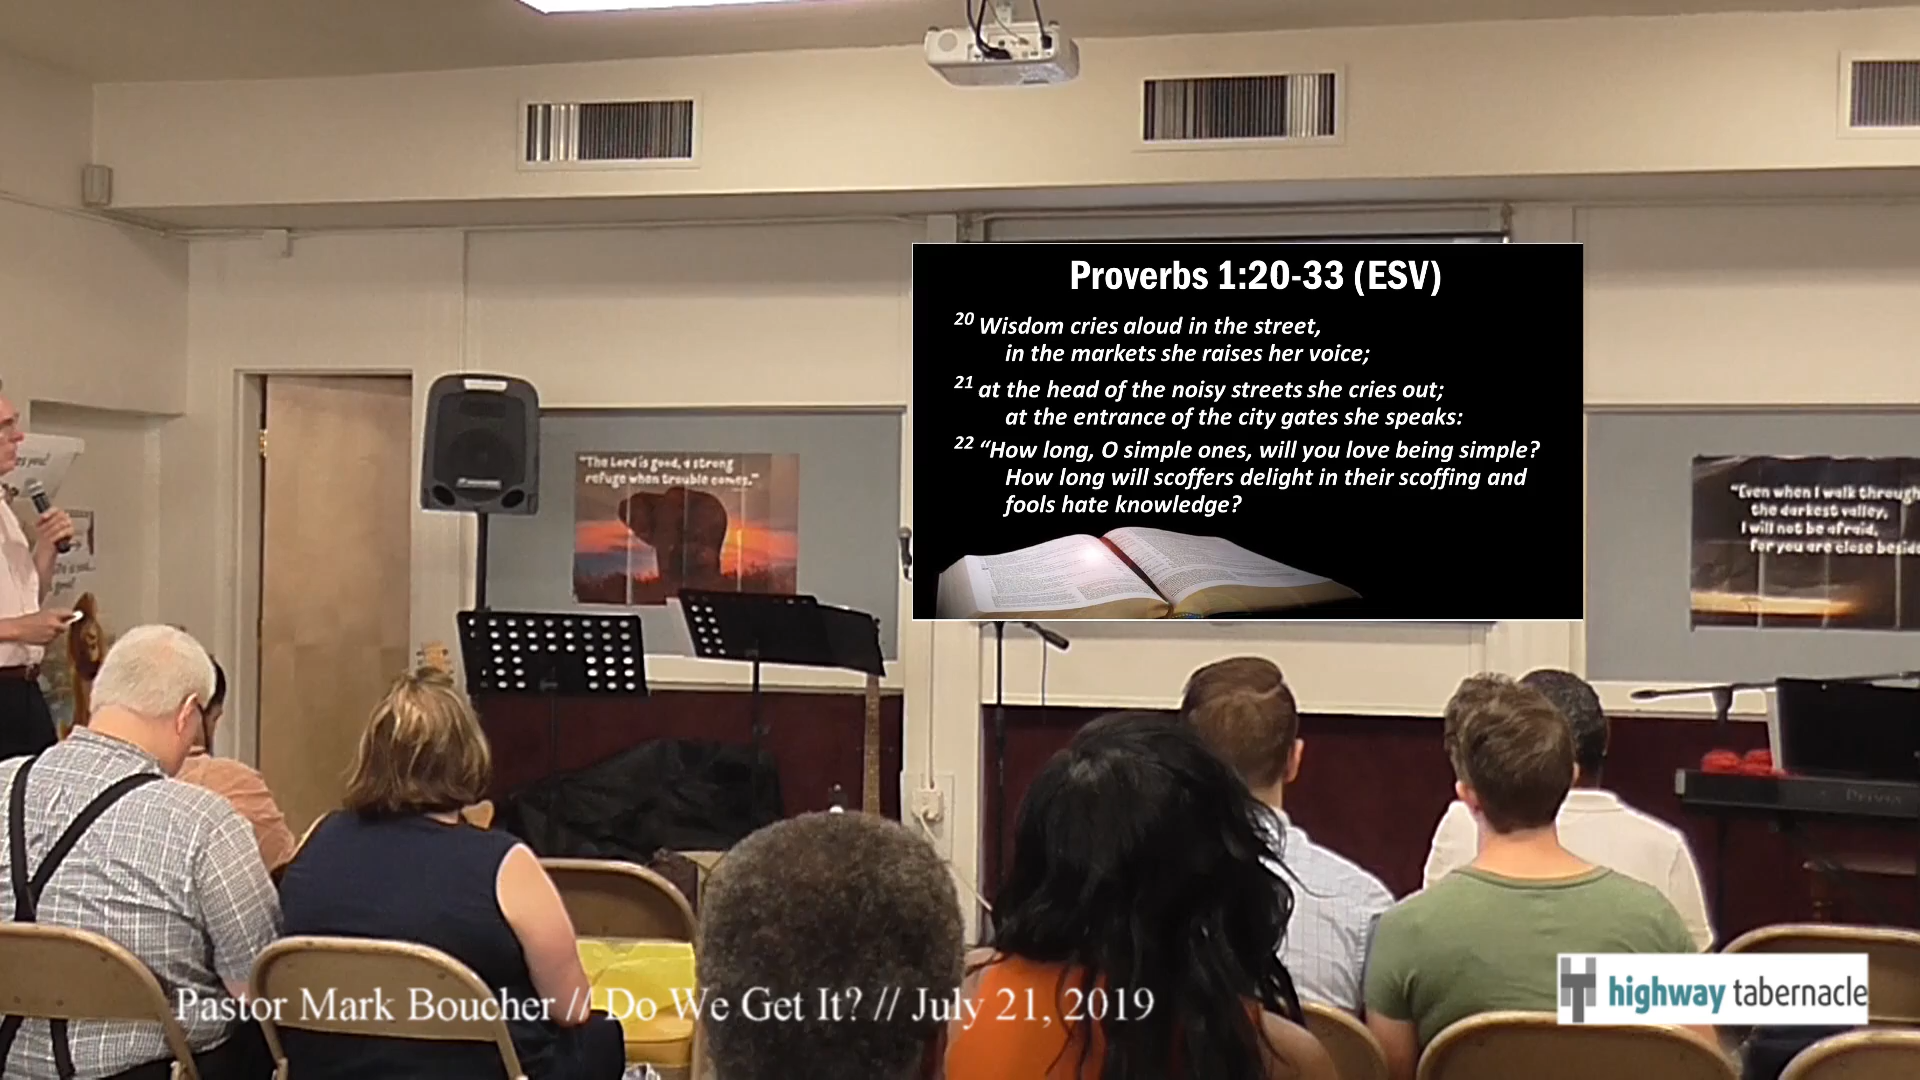 Proverbs 1:20-33 (ESV)
20 Wisdom cries aloud in the street,
in the markets she raises her voice;
21 at the head of the noisy streets she cries out;
at the entrance of the city gates she speaks:
22 “How long, O simple ones, will you love being simple?
How long will scoffers delight in their scoffing and
fools hate knowledge?
"The Lord is good, a strong
refuge when trouble comes."
"Even when I walk through
the darkest valley,
I will not be afraid,
for you are close beside
Pastor Mark Boucher // Do We Get It? // July 21, 2019
highway tabernacle